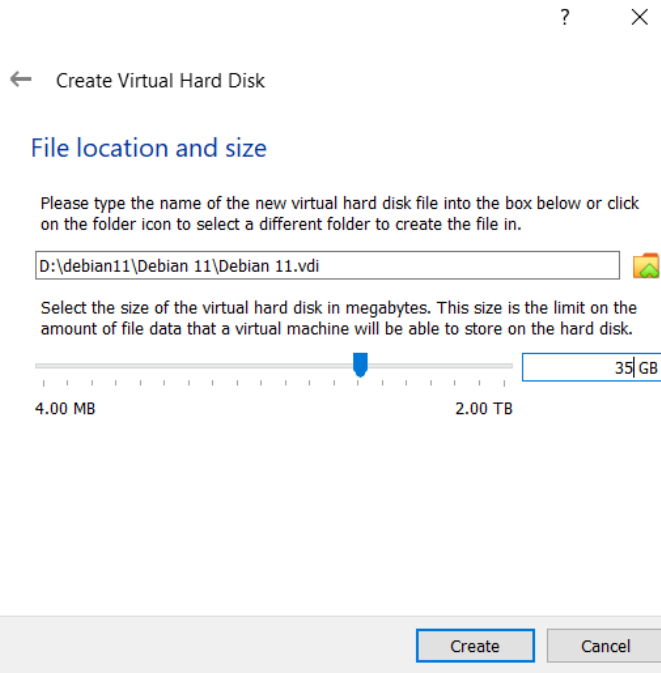 ?
Create Virtual Hard Disk
File location and size
Please type the name of the new virtual hard disk file into the box below or click
on the folder icon to select a different folder to create the file in.
D:\debian11\Debian 11\Debian 11.vdi
Select the size of the virtual hard disk in megabytes. This size is the limit on the
amount of file data that a virtual machine will be able to store on the hard disk.
35 GB
4.00 MB 2.00 TB
Create Cancel